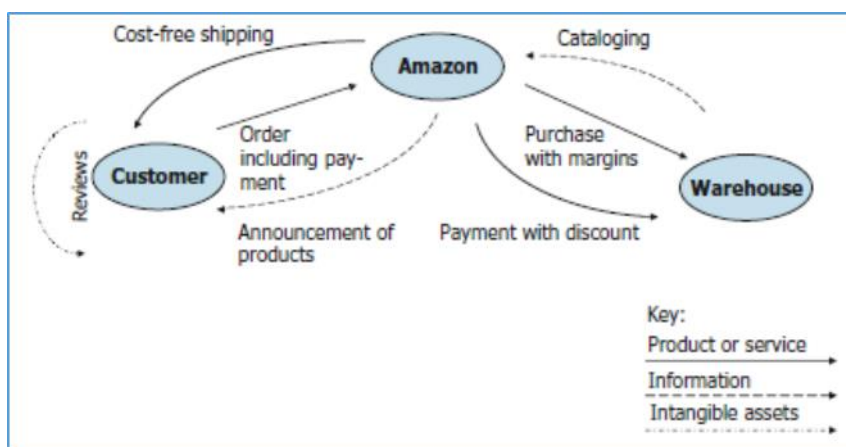 Cost-free shipping
Cataloging
Amazon
Order
including pay-
ment
Purchase
with margins
Reviews
Customer
Warehouse
Announcement of
products
Payment with discount
Key:
Product or service
Information
Intangible assets